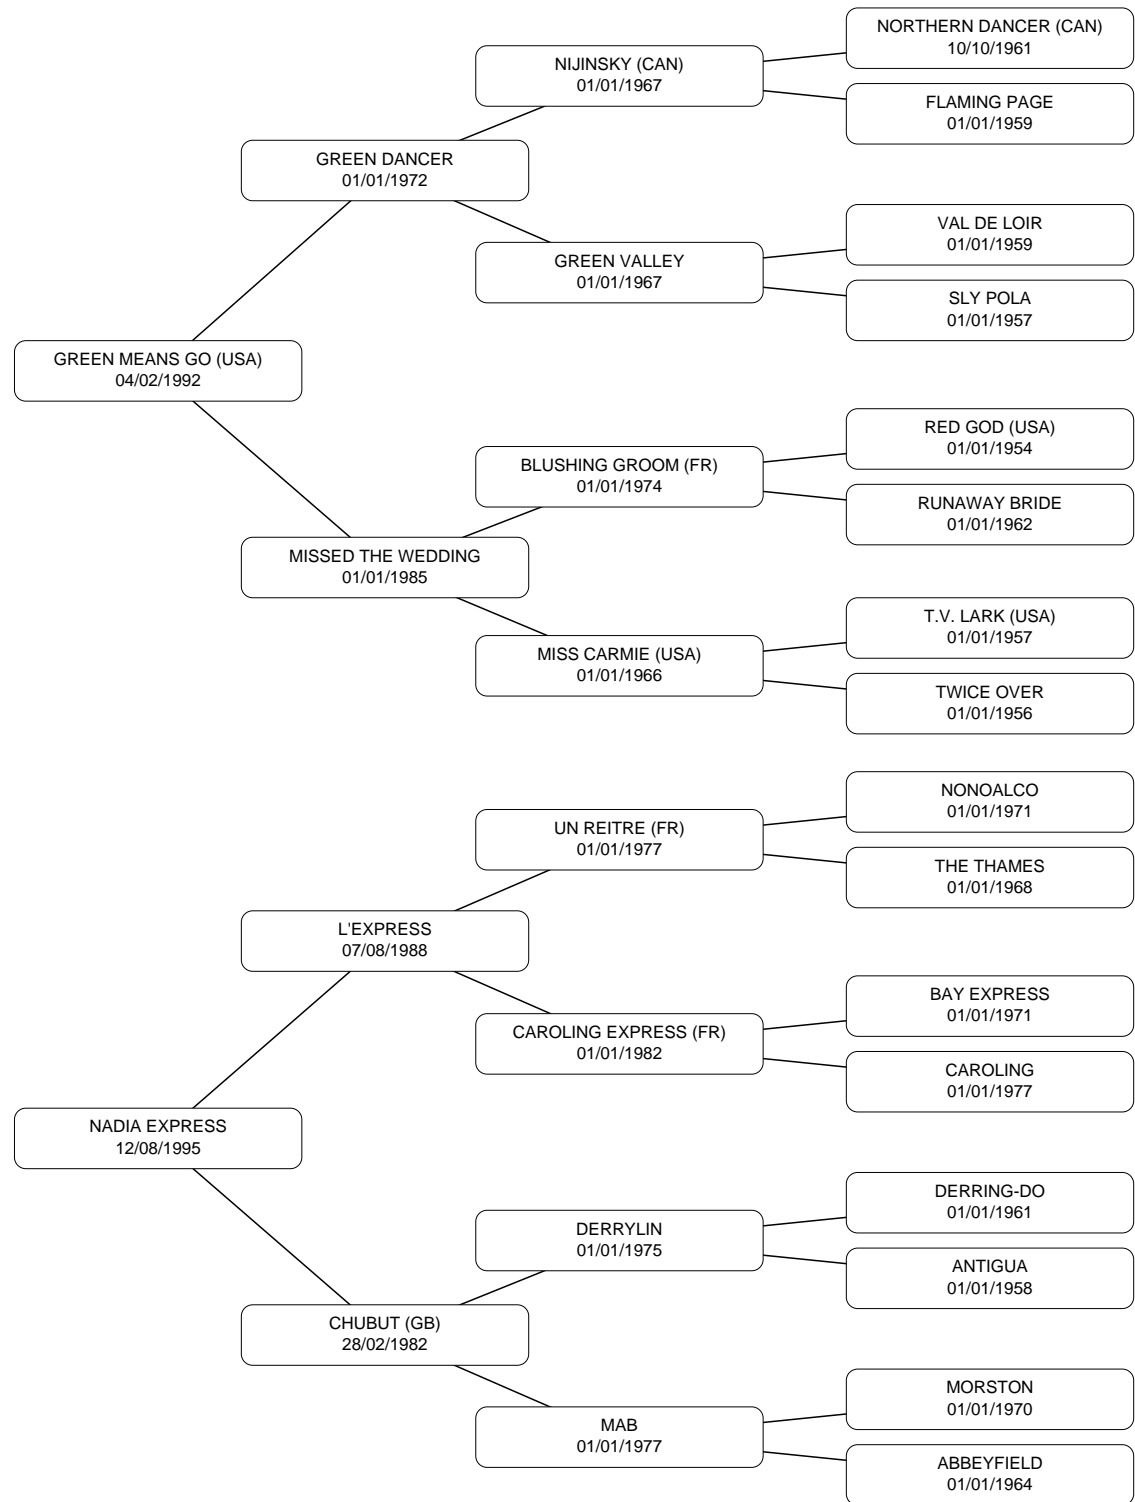 NORTHERN DANCER (CAN)
10/10/1961
NIJINSKY (CAN)
01/01/1967
FLAMING PAGE
01/01/1959
GREEN DANCER
01/01/1972
VAL DE LOIR
01/01/1959
GREEN VALLEY
01/01/1967
SLY POLA
01/01/1957
GREEN MEANS GO (USA)
04/02/1992
RED GOD (USA)
01/01/1954
BLUSHING GROOM (FR)
01/01/1974
RUNAWAY BRIDE
01/01/1962
MISSED THE WEDDING
01/01/1985
T.V. LARK (USA)
01/01/1957
MISS CARMIE (USA)
01/01/1966
TWICE OVER
01/01/1956
NONOALCO
01/01/1971
UN REITRE (FR)
01/01/1977
THE THAMES
01/01/1968
L'EXPRESS
07/08/1988
BAY EXPRESS
01/01/1971
CAROLING EXPRESS (FR)
01/01/1982
CAROLING
01/01/1977
NADIA EXPRESS
12/08/1995
DERRING-DO
01/01/1961
DERRYLIN
01/01/1975
ANTIGUA
01/01/1958
CHUBUT (GB)
28/02/1982
MORSTON
01/01/1970
MAB
01/01/1977
ABBEYFIELD
01/01/1964